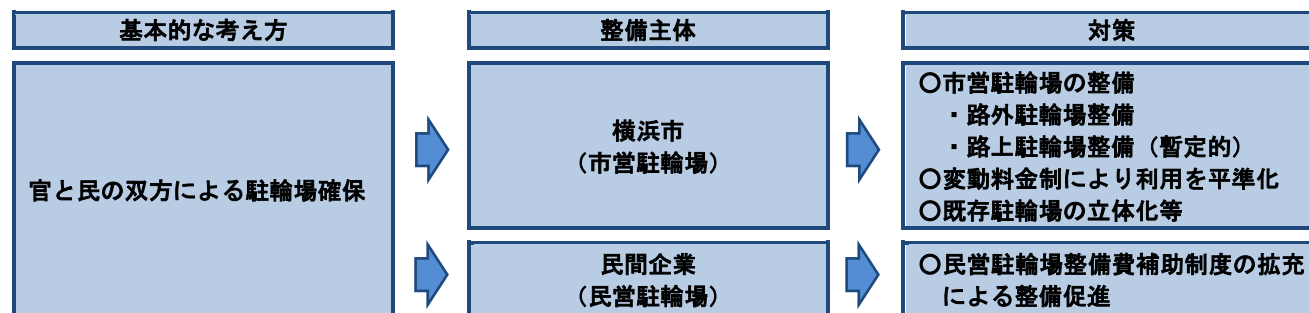 基本的な考え方
整備主体
対策
官と民の双方による駐輪場確保
横浜市
（市営駐輪場）
○市営駐輪場の整備
・路外駐輪場整備
・路上駐輪場整備（暫定的）
○変動料金制により利用を平準化
○既存駐輪場の立体化等
民間企業
（民営駐輪場）
○民営駐輪場整備費補助制度の拡充
による整備促進